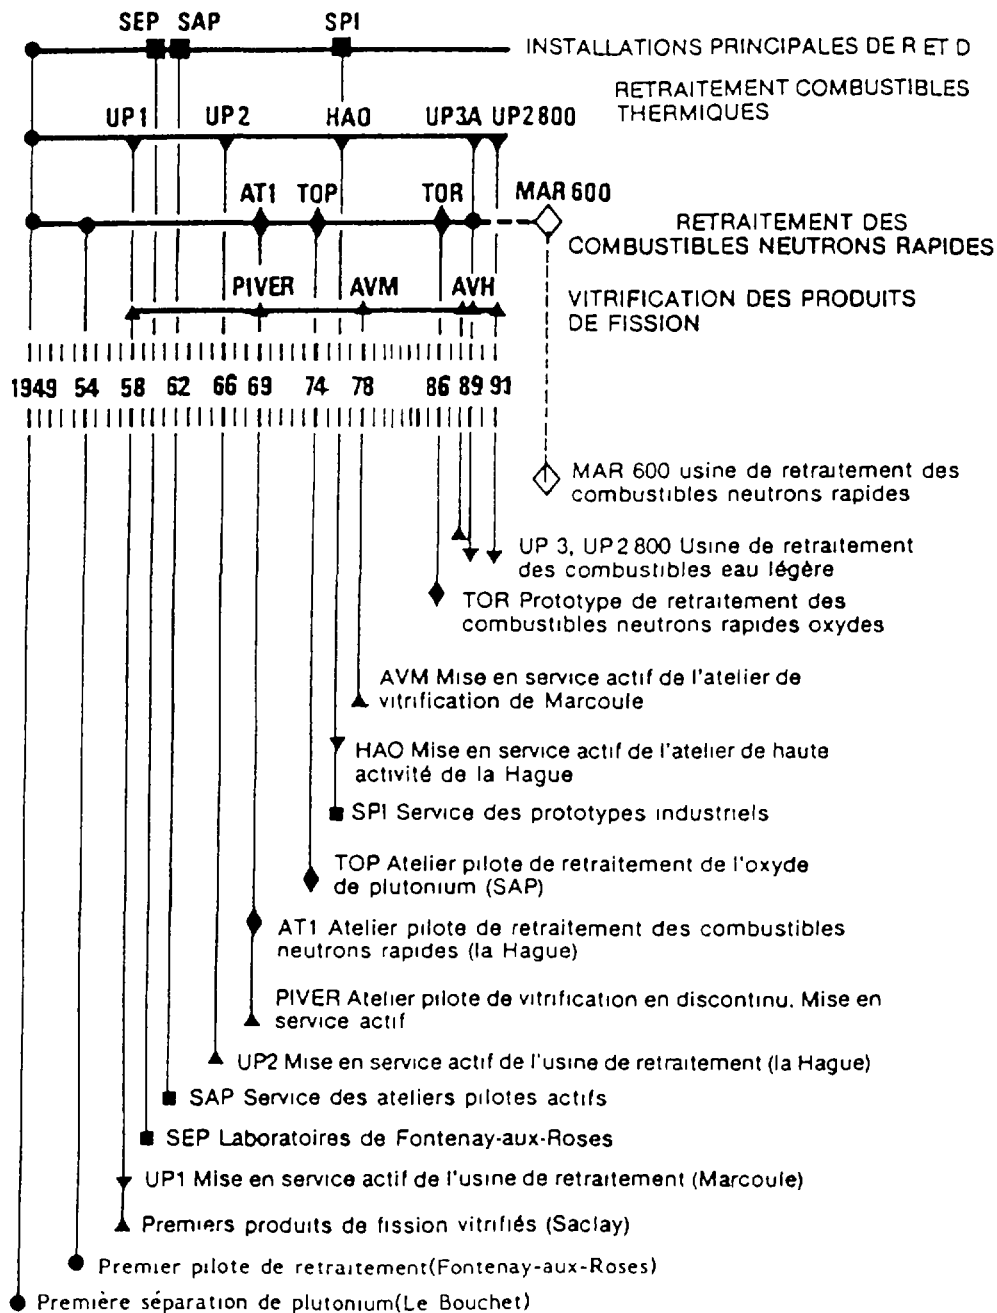 SEP SAP SPI
INSTALLATIONS PRINCIPALES DE R ET D
RETRAITEMENT COMBUSTIBLES
THERMIQUES
UP1 UP2 HAO UP3A UP2 800
AT1 TOP TOR MAR 600
RETRAITEMENT DES
COMBUSTIBLES NEUTRONS RAPIDES
PIVER AVM AVH
VITRIFICATION DES PRODUITS
DE FISSION
1949 54 58 62 66 69 74 78 86 89 91
MAR 600 usine de retraitement des
combustibles neutrons rapides
UP 3, UP2 800 Usine de retraitement
des combustibles eau légère
TOR Prototype de retraitement des
combustibles neutrons rapides oxydes
AVM Mise en service actif de l'atelier de
vitrification de Marcoule
HAO Mise en service actif de l'atelier de haute
activité de la Hague
SPI Service des prototypes industriels
TOP Atelier pilote de retraitement de l'oxyde
de plutonium (SAP)
AT1 Atelier pilote de retraitement des combustibles
neutrons rapides (la Hague)
PIVER Atelier pilote de vitrification en discontinu. Mise en
service actif
UP2 Mise en service actif de l'usine de retraitement (la Hague)
SAP Service des ateliers pilotes actifs
SEP Laboratoires de Fontenay-aux-Roses
UP1 Mise en service actif de l'usine de retraitement (Marcoule)
Premiers produits de fission vitrifiés (Saclay)
Premier pilote de retraitement(Fontenay-aux-Roses)
Première séparation de plutonium(Le Bouchet)